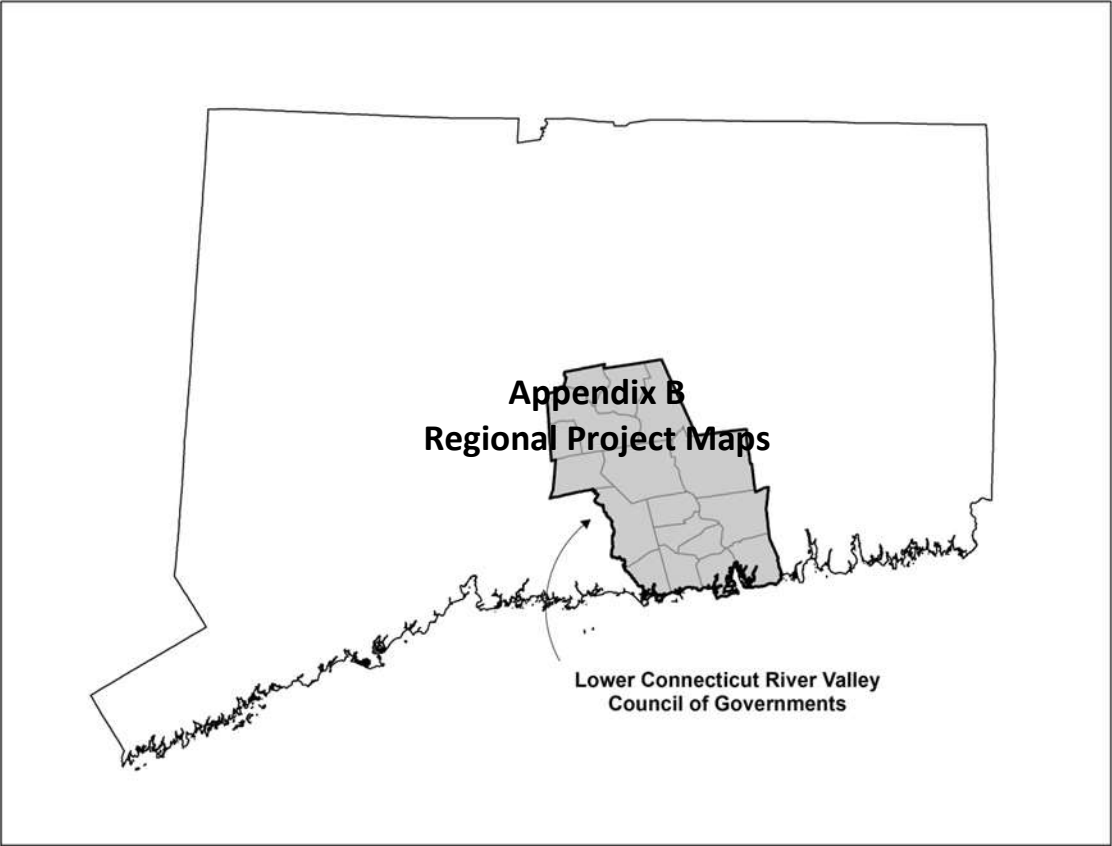 Appendix B
Regional Project Maps
Lower Connecticut River Valley
Council of Governments